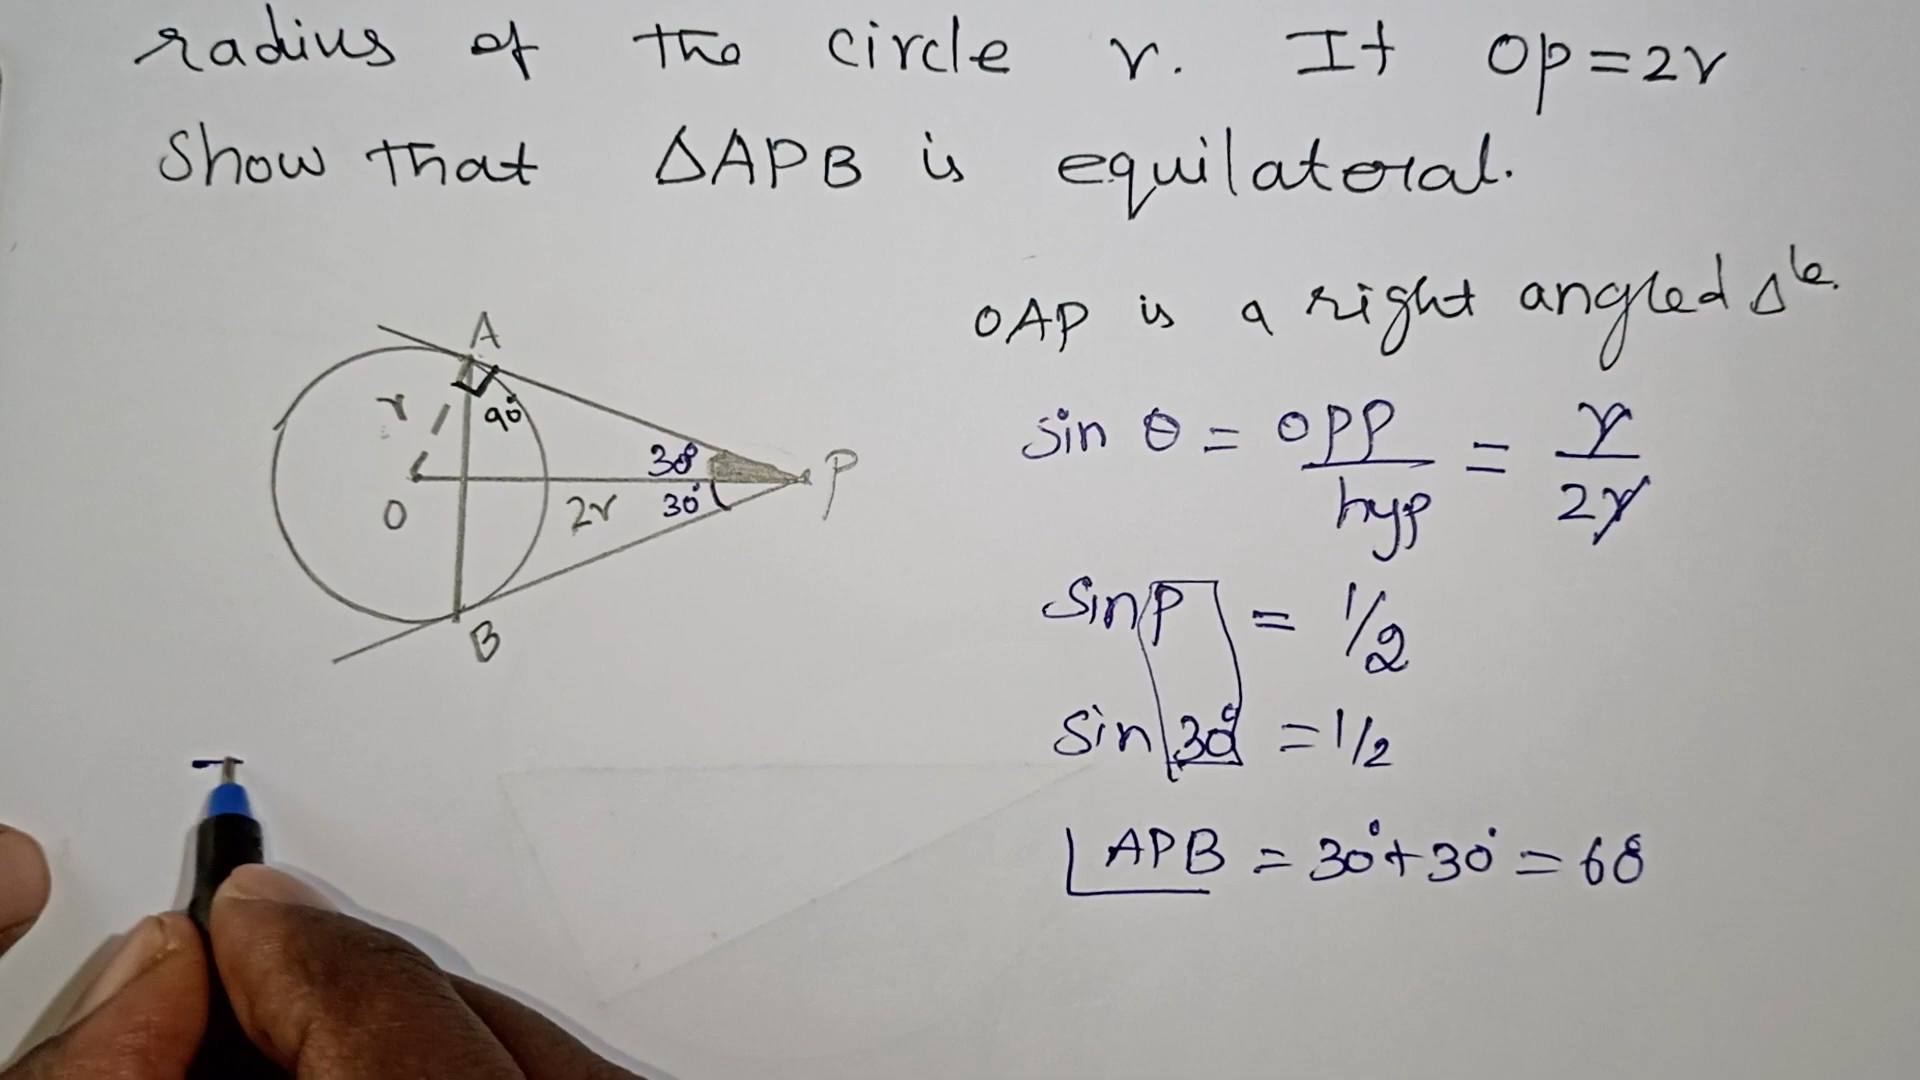 radius of the circle r. If OP=2r
Show that ΔAPB is equilateral.
OAP is a right angled Δle.
A
r
90°
30°
P
O
2r
30°
B
sin θ = opp/hyp = r/2r
Sin P = 1/2
Sin 30° = 1/2
∠APB = 30°+30° = 60